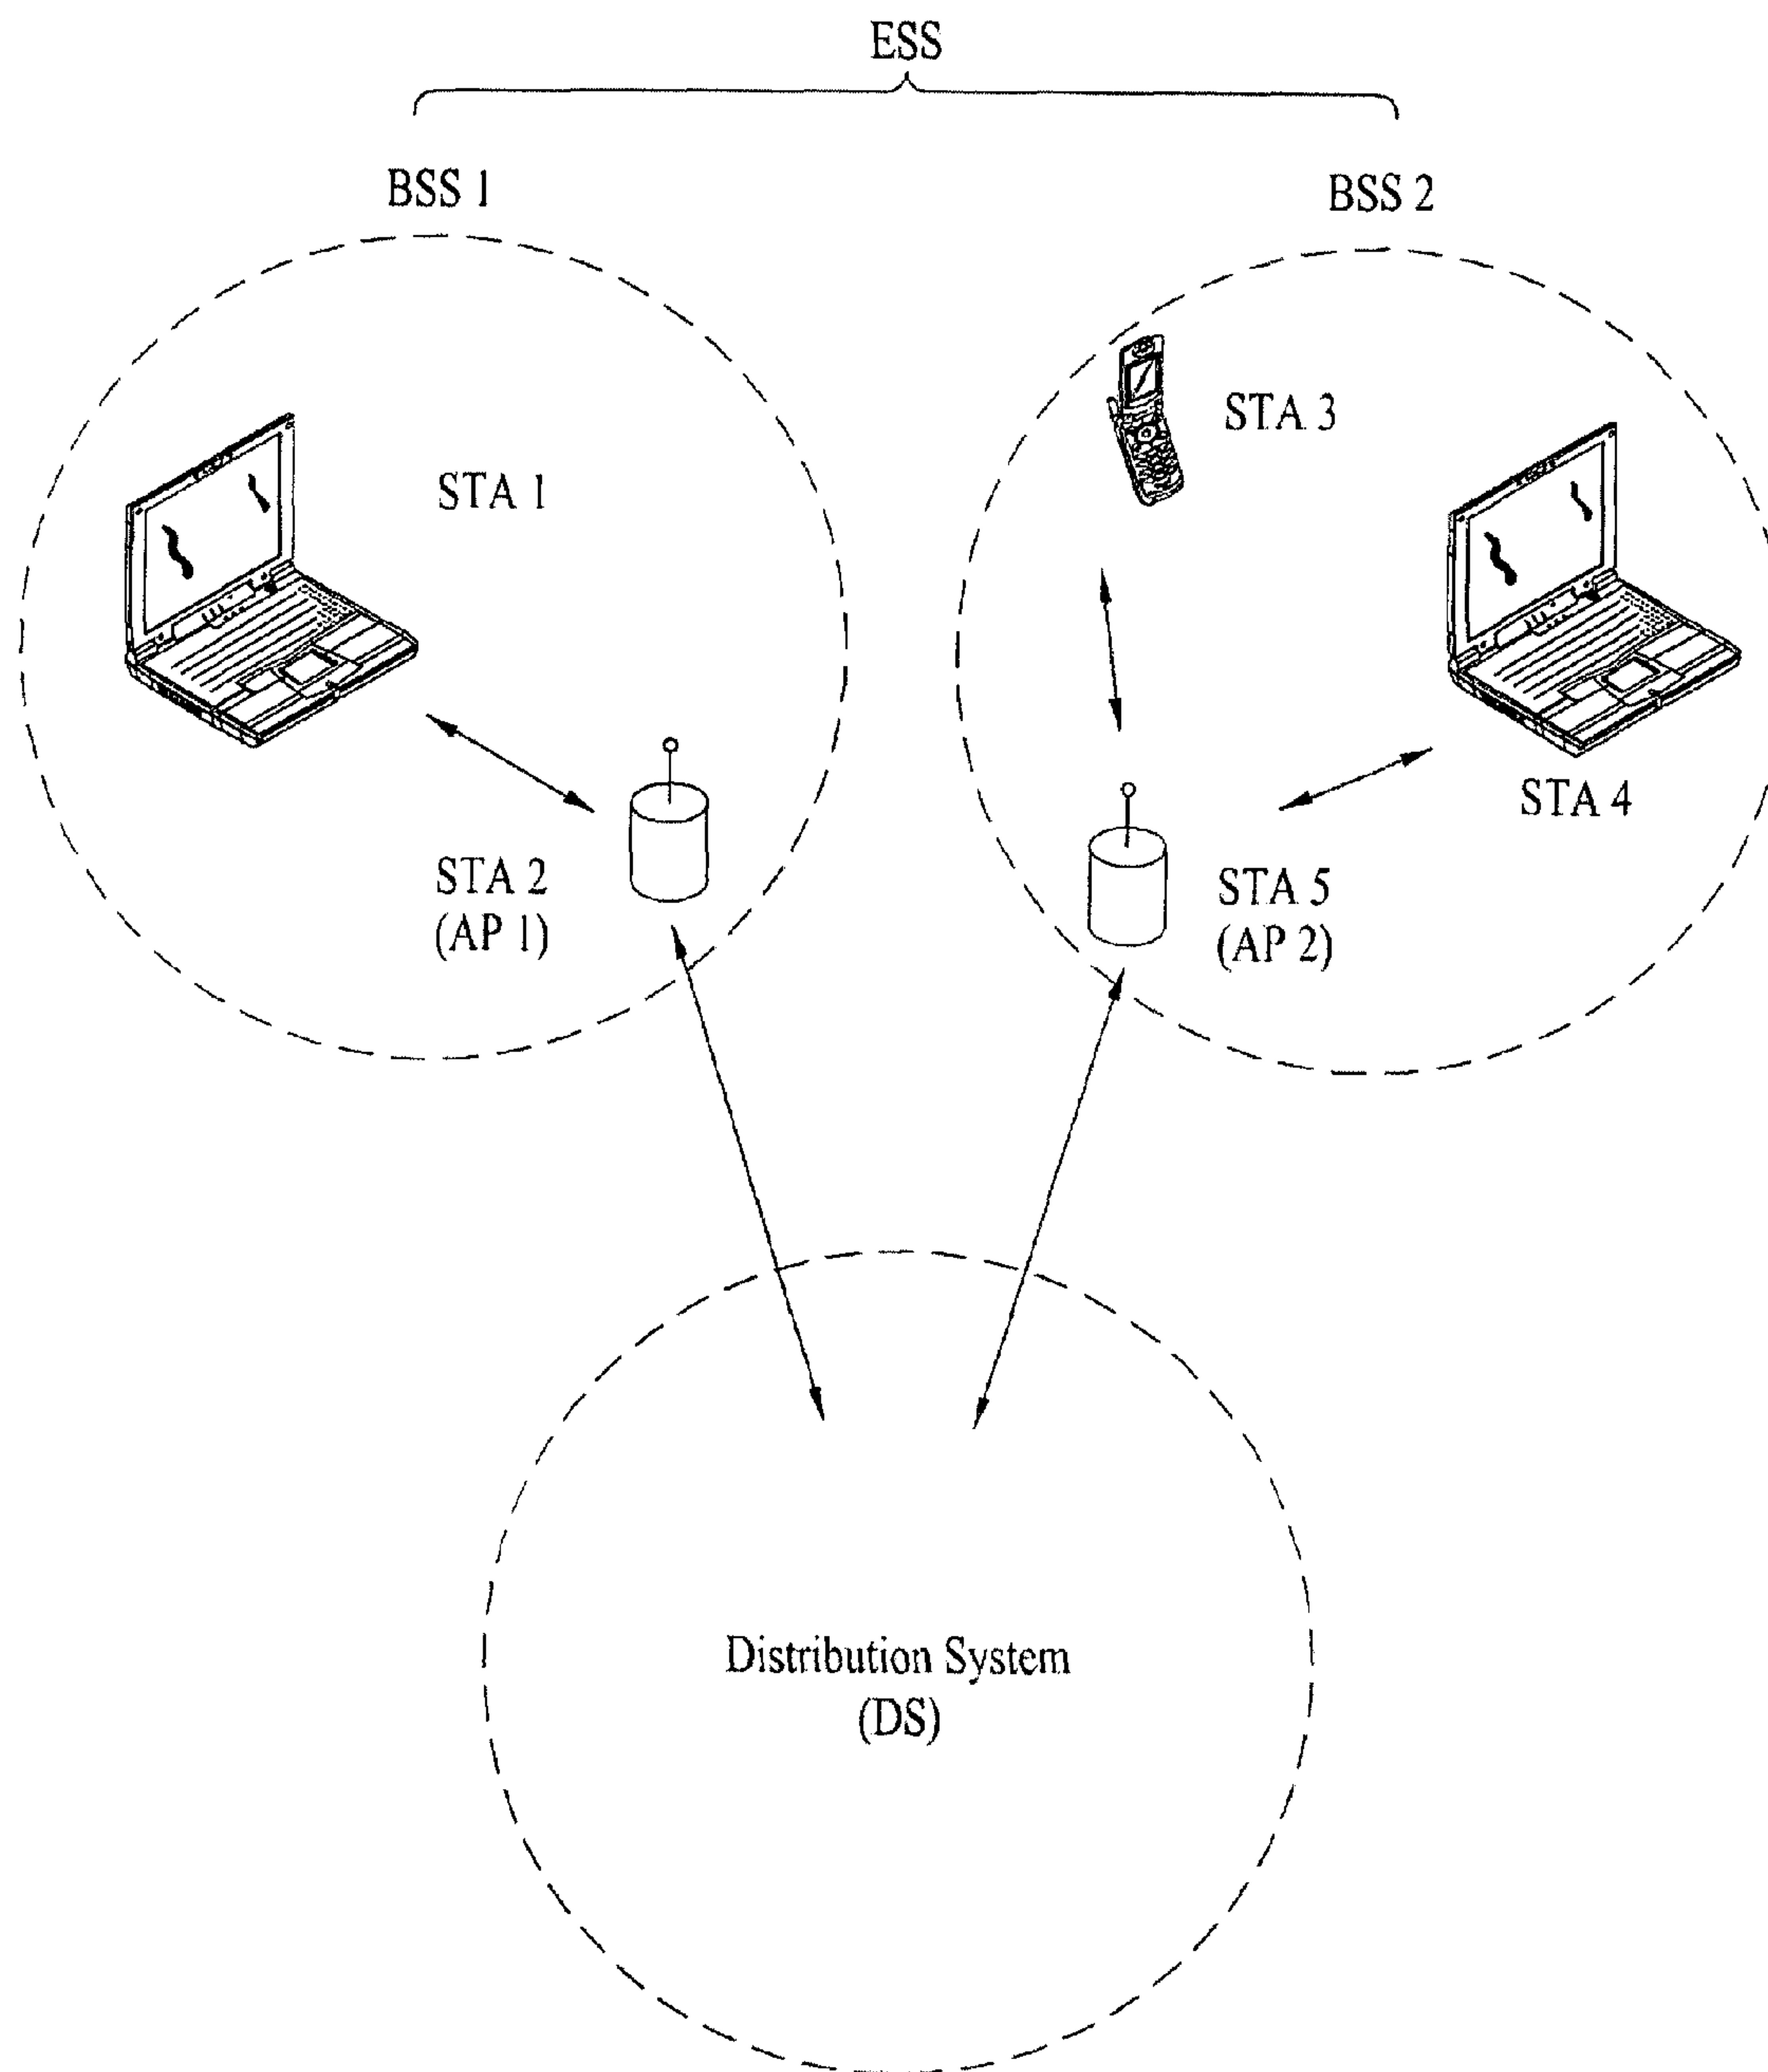 ESS
BSS 1
BSS 2
STA 1
STA 3
STA 4
STA 2
(AP 1)
STA 5
(AP 2)
Distribution System
(DS)